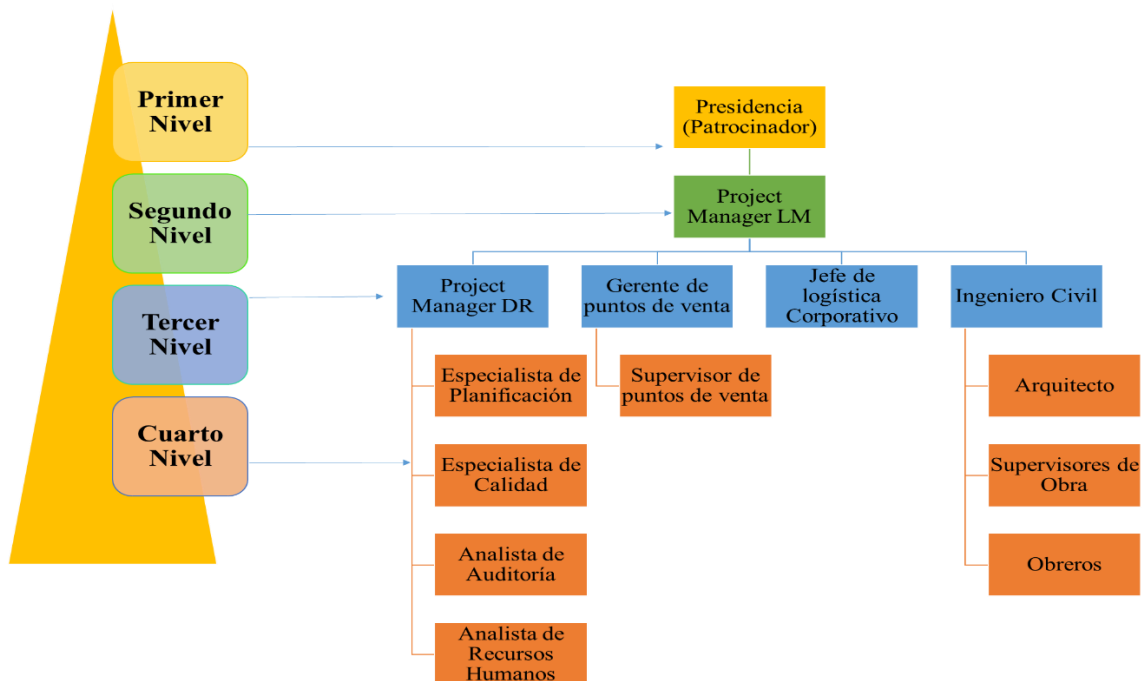 Primer
Nivel
Segundo
Nivel
Tercer
Nivel
Cuarto
Nivel
Presidencia
(Patrocinador)
Project
Manager LM
Project
Manager DR
Gerente de
puntos de venta
Jefe de
logística
Corporativo
Ingeniero Civil
Especialista de
Planificación
Especialista de
Calidad
Analista de
Auditoría
Analista de
Recursos
Humanos
Supervisor de
puntos de venta
Arquitecto
Supervisores de
Obra
Obreros